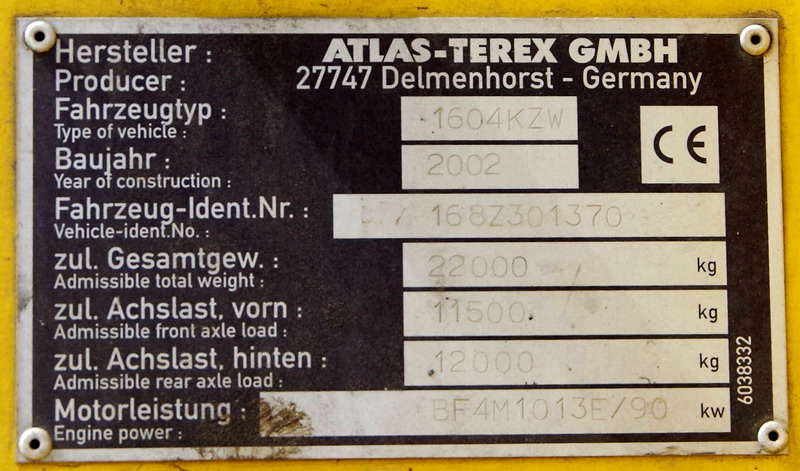 Hersteller : ATLAS-TEREX GMBH
Producer : 27747 Delmenhorst - Germany
Fahrzeugtyp : 1604KZW
Type of vehicle :
CE
Baujahr : 2002
Year of construction :
Fahrzeug-Ident.Nr. : 168Z301370
Vehicle-ident.No. :
zul. Gesamtgew. : 22000 kg
Admissible total weight :
zul. Achslast, vorn : 11500 kg
Admissible front axle load :
zul. Achslast, hinten : 12000 kg
Admissible rear axle load :
Motorleistung : BF4M1013E/90 kw
Engine power :
6038332